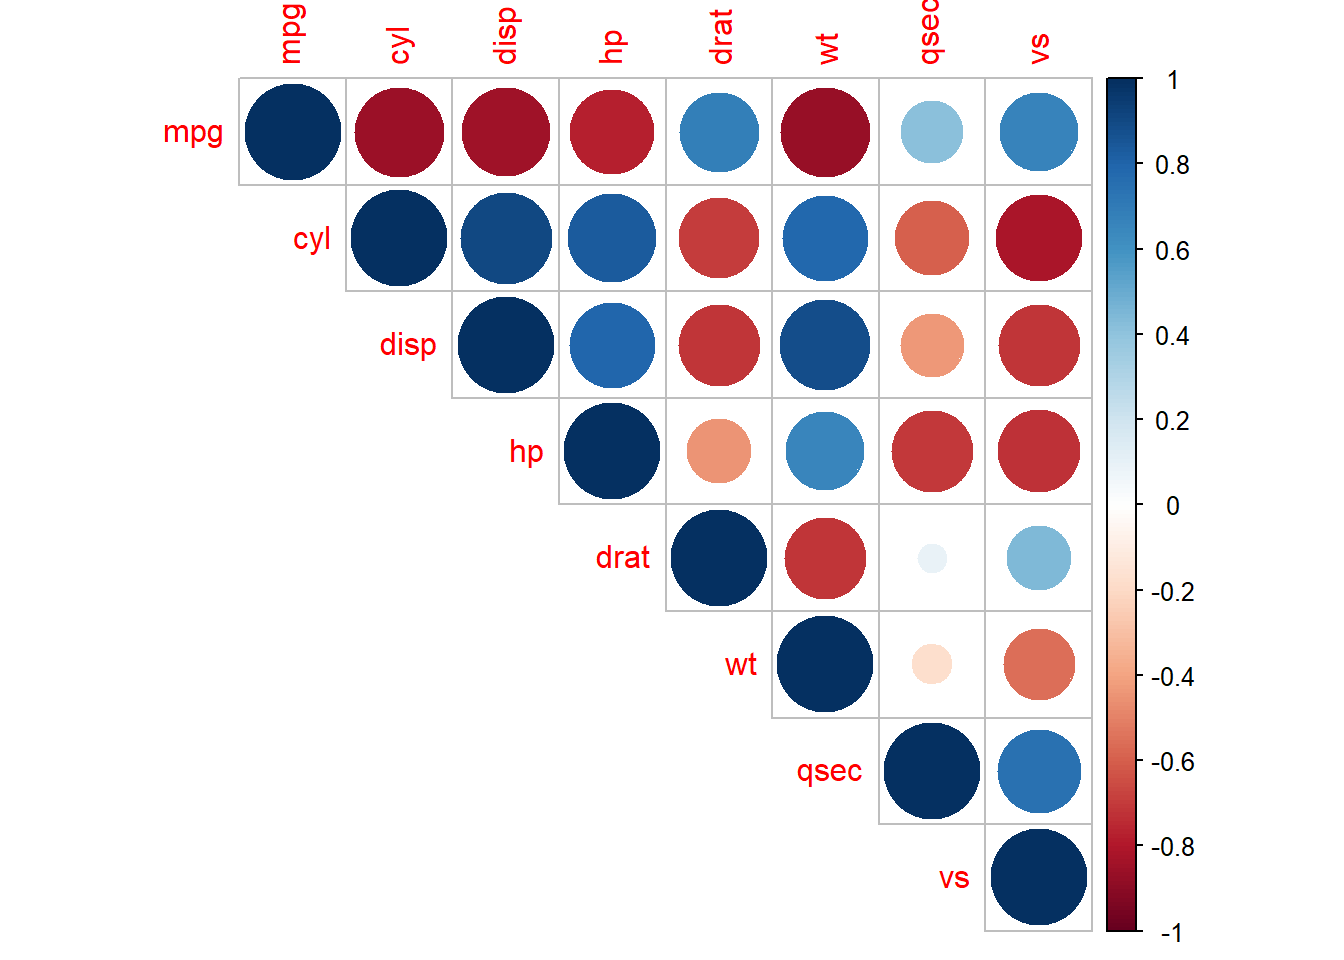 mpg cyl disp hp drat wt qsec vs
mpg
cyl
disp
hp
drat
wt
qsec
vs
1
0.8
0.6
0.4
0.2
0
-0.2
-0.4
-0.6
-0.8
-1